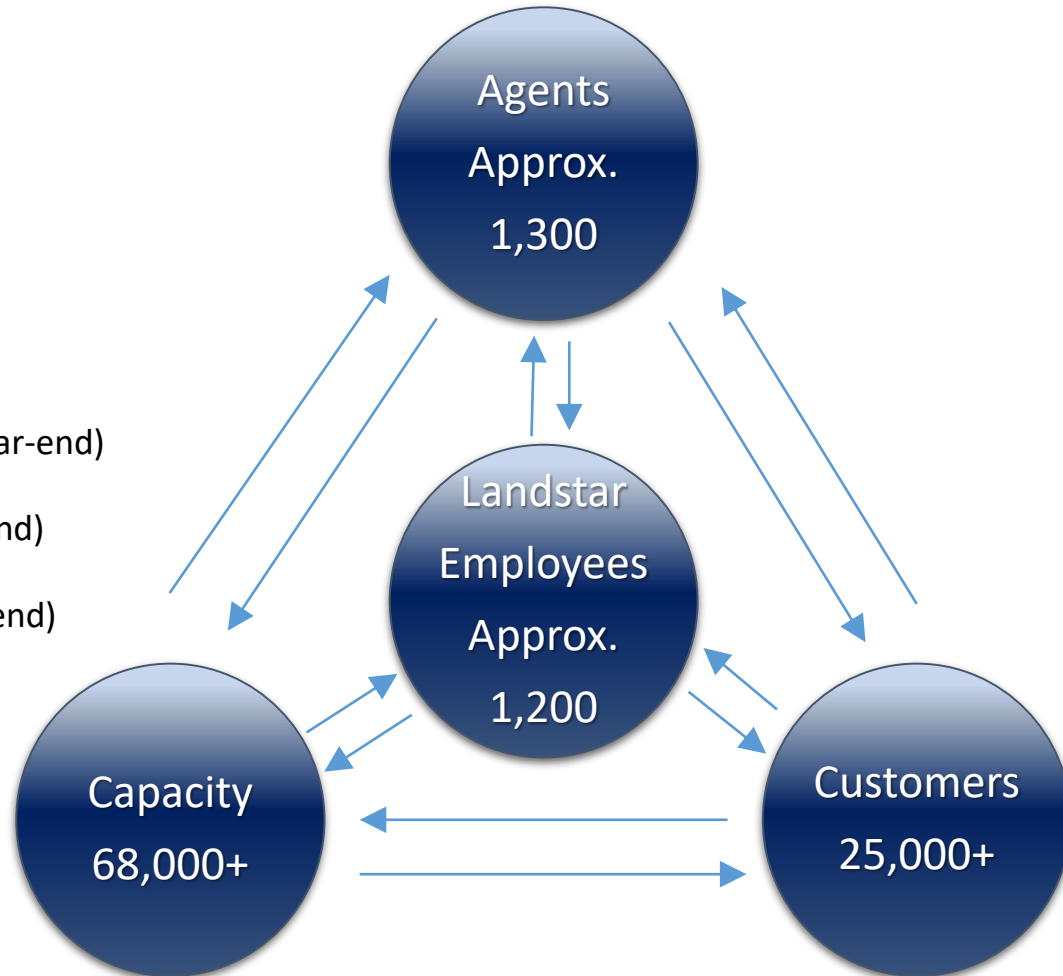 Agents
Approx.
1,300
ar-end)
nd)
end)
Landstar
Employees
Approx.
1,200
Capacity
68,000+
Customers
25,000+